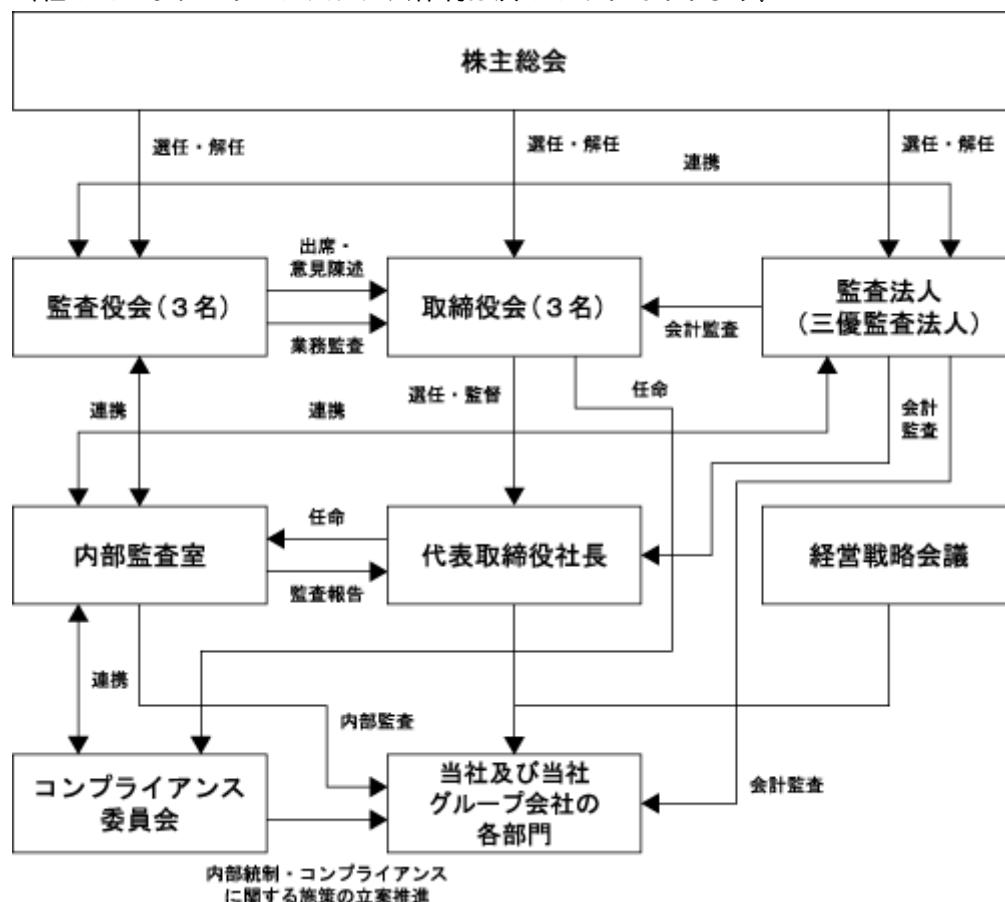 株主総会
選任・解任
選任・解任
選任・解任
連携
出席・
意見陳述
監査役会(3名)
取締役会(3名)
監査法人
(三優監査法人)
業務監査
会計監査
選任・監督
任命
連携
連携
会計
監査
任命
内部監査室
代表取締役社長
経営戦略会議
監査報告
連携
内部監査
コンプライアンス
委員会
当社及び当社
グループ会社の
各部門
会計監査
内部統制・コンプライアンス
に関する施策の立案推進